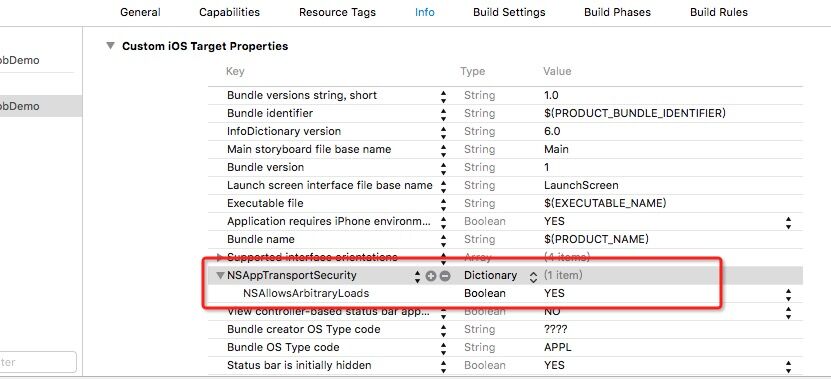 General Capabilities Resource Tags Info Build Settings Build Phases Build Rules
Custom iOS Target Properties
obDemo
Key Type Value
Bundle versions string, short String 1.0
obDemo
Bundle identifier String $(PRODUCT_BUNDLE_IDENTIFIER)
InfoDictionary version String 6.0
Main storyboard file base name String Main
Bundle version String 1
Launch screen interface file base name String LaunchScreen
Executable file String $(EXECUTABLE_NAME)
Application requires iPhone environm... Boolean YES
Bundle name String $(PRODUCT_NAME)
Supported interface orientations Array (4 items)
NSAppTransportSecurity Dictionary (1 item)
NSAllowsArbitraryLoads Boolean YES
View controller-based status bar app... Boolean NO
Bundle creator OS Type code String ????
Bundle OS Type code String APPL
ter
Status bar is initially hidden Boolean YES